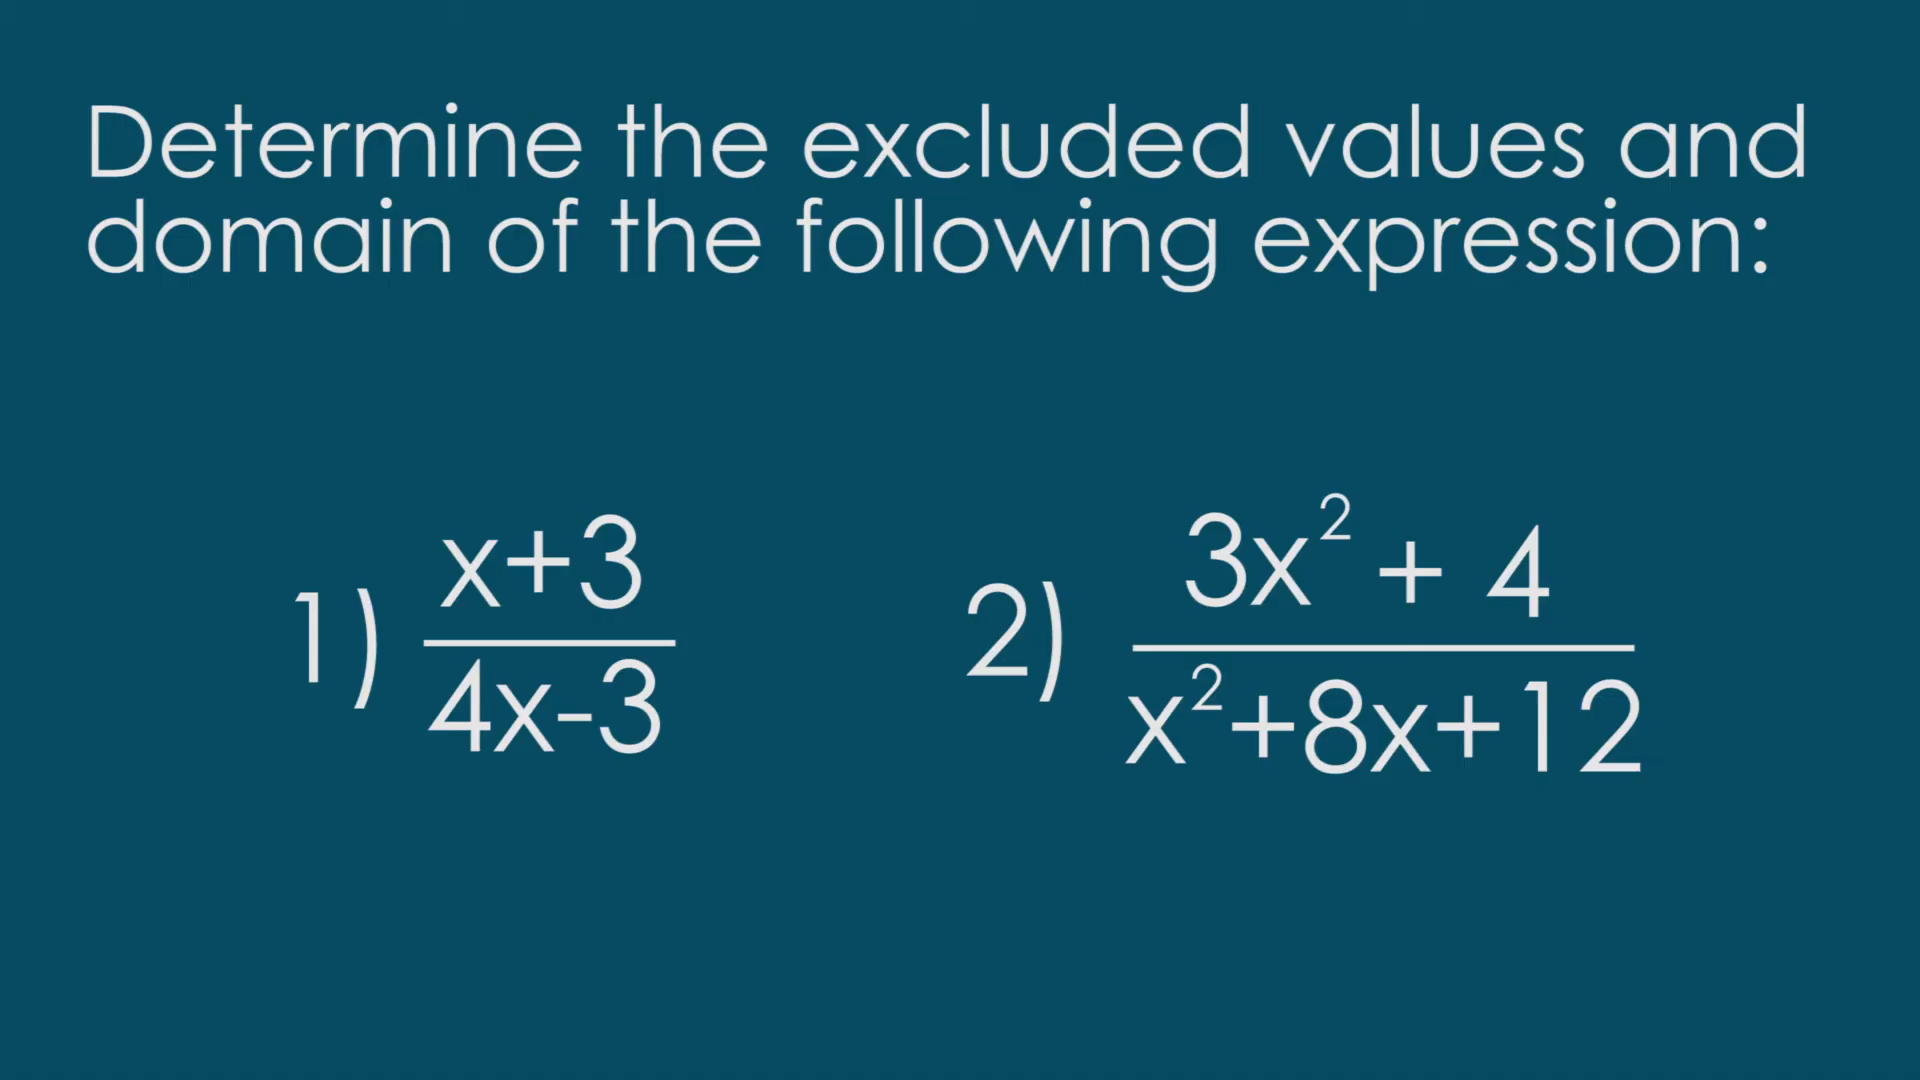 Determine the excluded values and
domain of the following expression:
1) x+3
4x-3
2) 3x² + 4
x²+8x+12